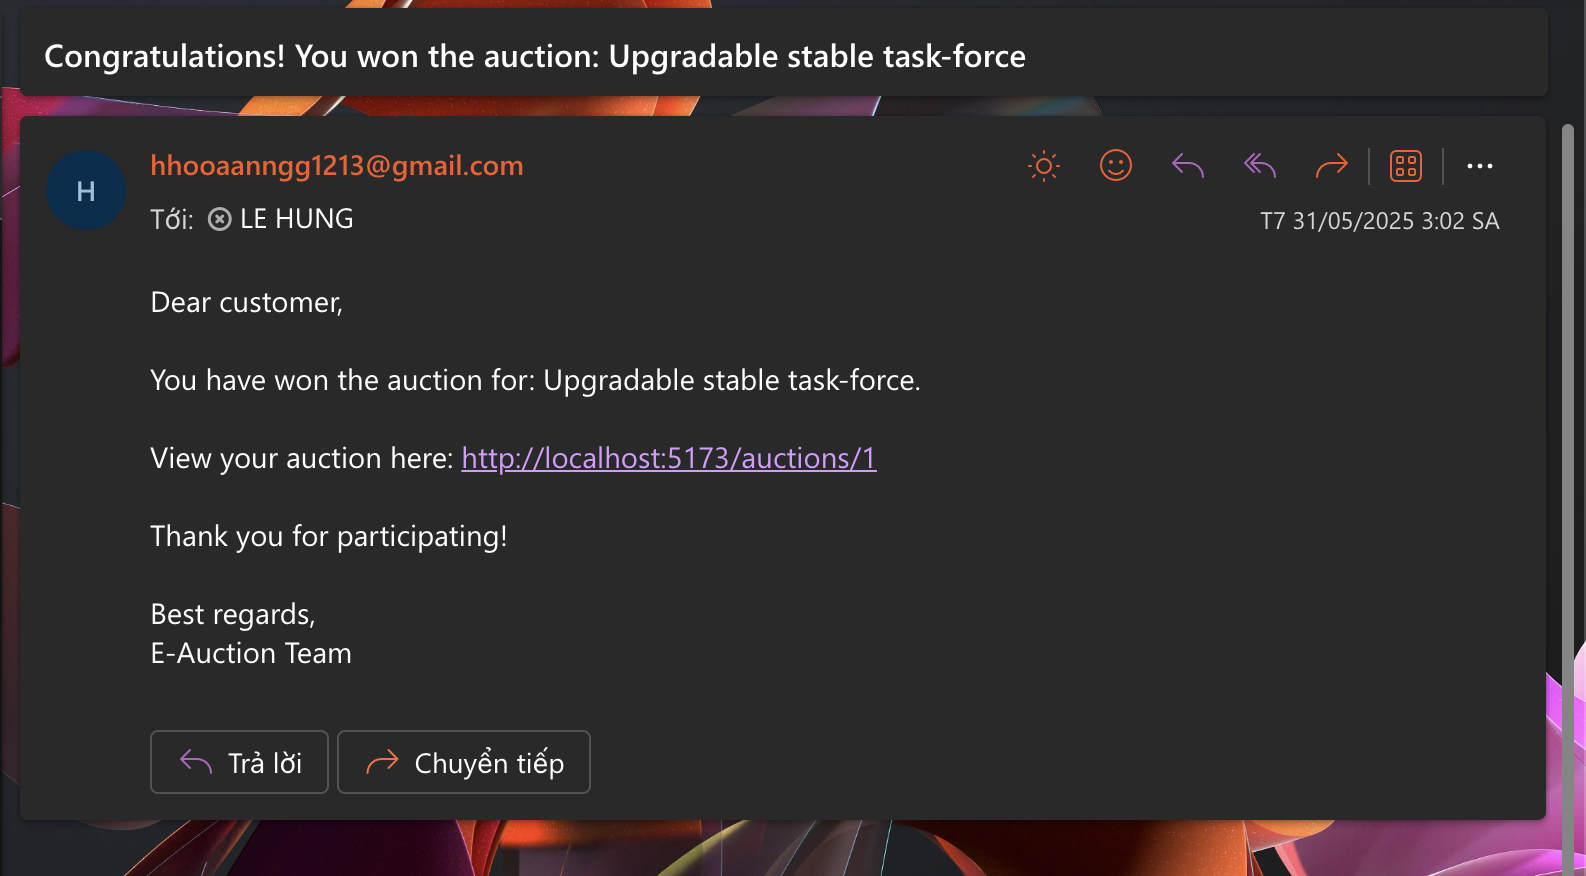 Congratulations! You won the auction: Upgradable stable task-force
H
hhooaanngg1213@gmail.com
Tới: LE HUNG
T7 31/05/2025 3:02 SA
Dear customer,
You have won the auction for: Upgradable stable task-force.
View your auction here: http://localhost:5173/auctions/1
Thank you for participating!
Best regards,
E-Auction Team
Trả lời
Chuyển tiếp